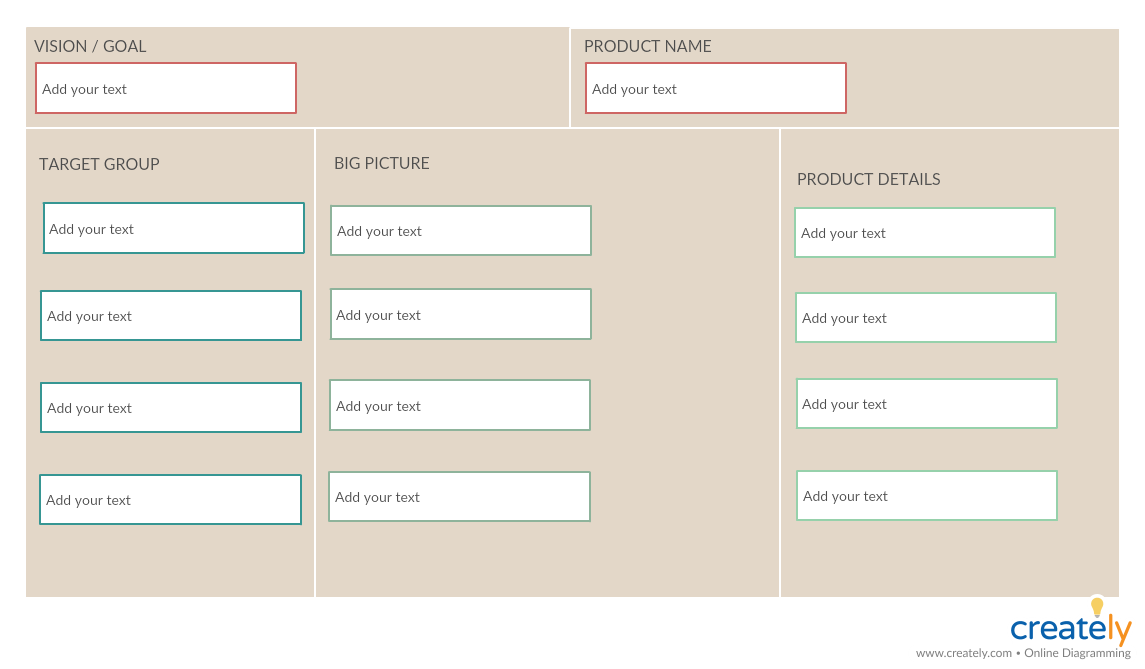 VISION / GOAL
Add your text
PRODUCT NAME
Add your text
TARGET GROUP
Add your text
Add your text
Add your text
Add your text
BIG PICTURE
Add your text
Add your text
Add your text
Add your text
PRODUCT DETAILS
Add your text
Add your text
Add your text
Add your text
creately
www.creately.com • Online Diagramming